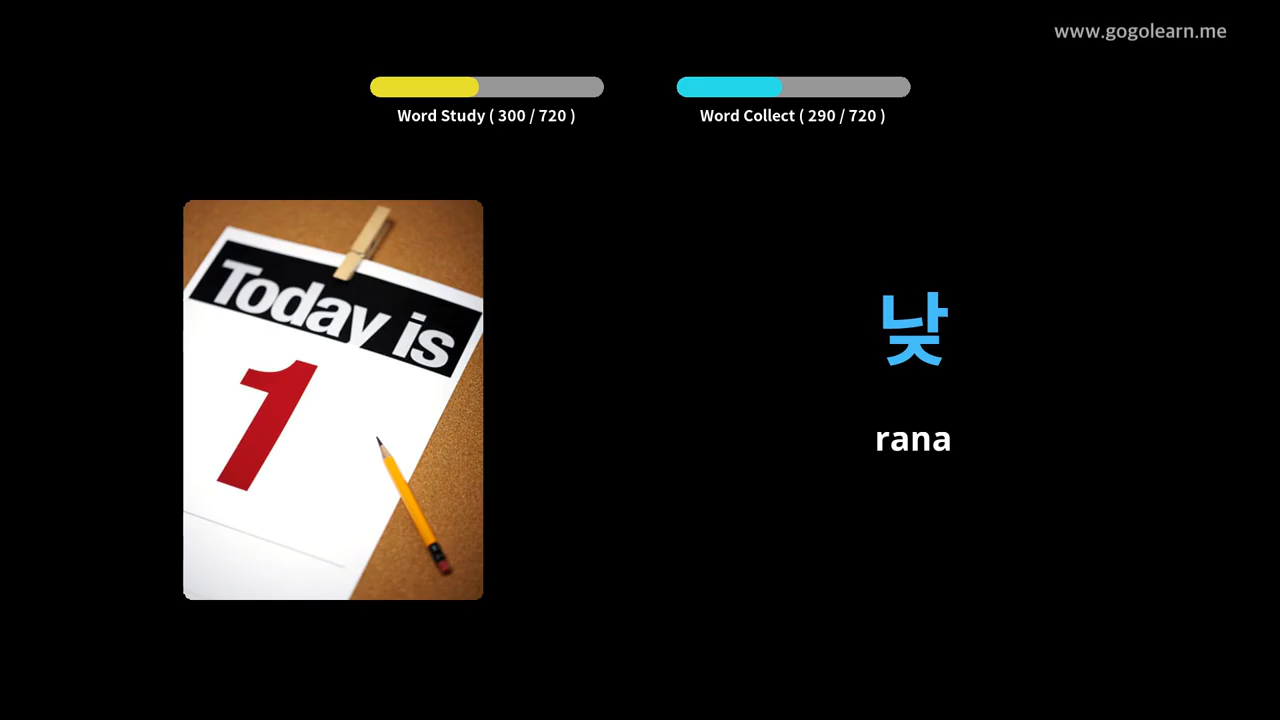 www.gogolearn.me
Word Study ( 300 / 720 )
Word Collect ( 290 / 720 )
Today is
1
낮
rana